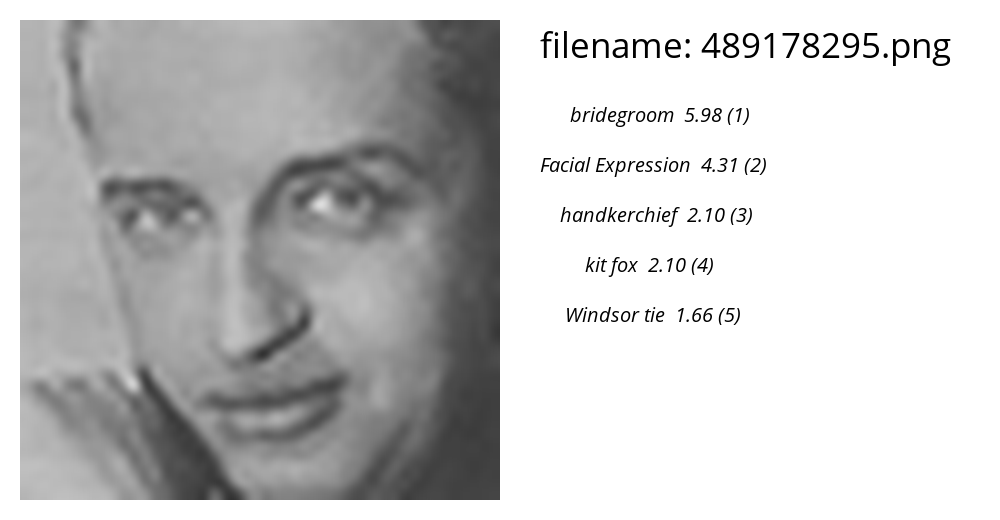 filename: 489178295.png
bridegroom 5.98 (1)
Facial Expression 4.31 (2)
handkerchief 2.10 (3)
kit fox 2.10 (4)
Windsor tie 1.66 (5)